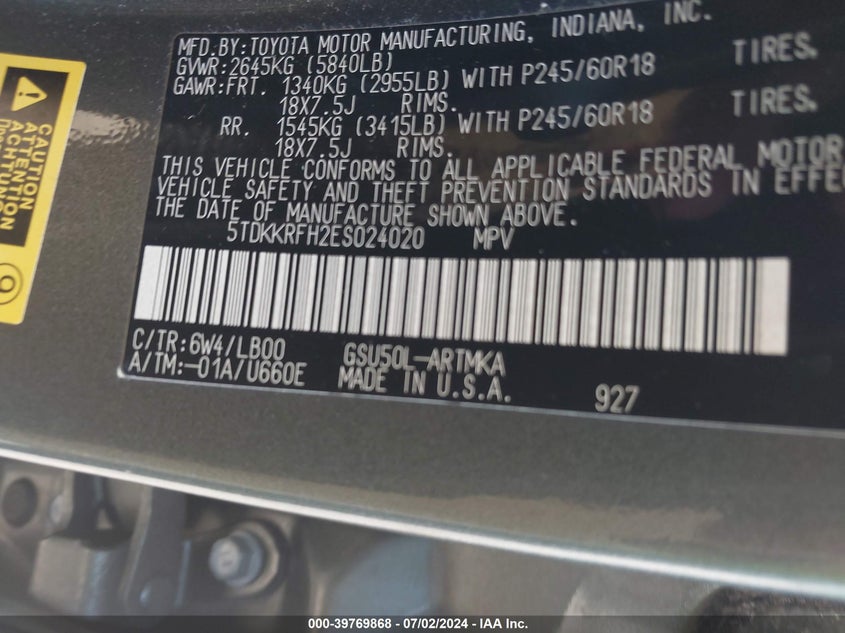 MFD.BY:TOYOTA MOTOR MANUFACTURING, INDIANA, INC.
GVWR:2645KG (5840LB)
GAWR:FRT. 1340KG (2955LB) WITH P245/60R18 TIRES.
18X7.5J RIMS.
RR. 1545KG (3415LB) WITH P245/60R18 TIRES.
18X7.5J RIMS.
THIS VEHICLE CONFORMS TO ALL APPLICABLE FEDERAL MOTOR
VEHICLE SAFETY AND THEFT PREVENTION STANDARDS IN EFFE
THE DATE OF MANUFACTURE SHOWN ABOVE.
5TDKKRFH2ES024020 MPV
C/TR:6W4/LB00 GSU50L-ARTMKA
A/TM:-01A/U660E MADE IN U.S.A. 927
CAUTION
ATTENTION
ACHTUNG
000-39769868 - 07/02/2024 - IAA Inc.